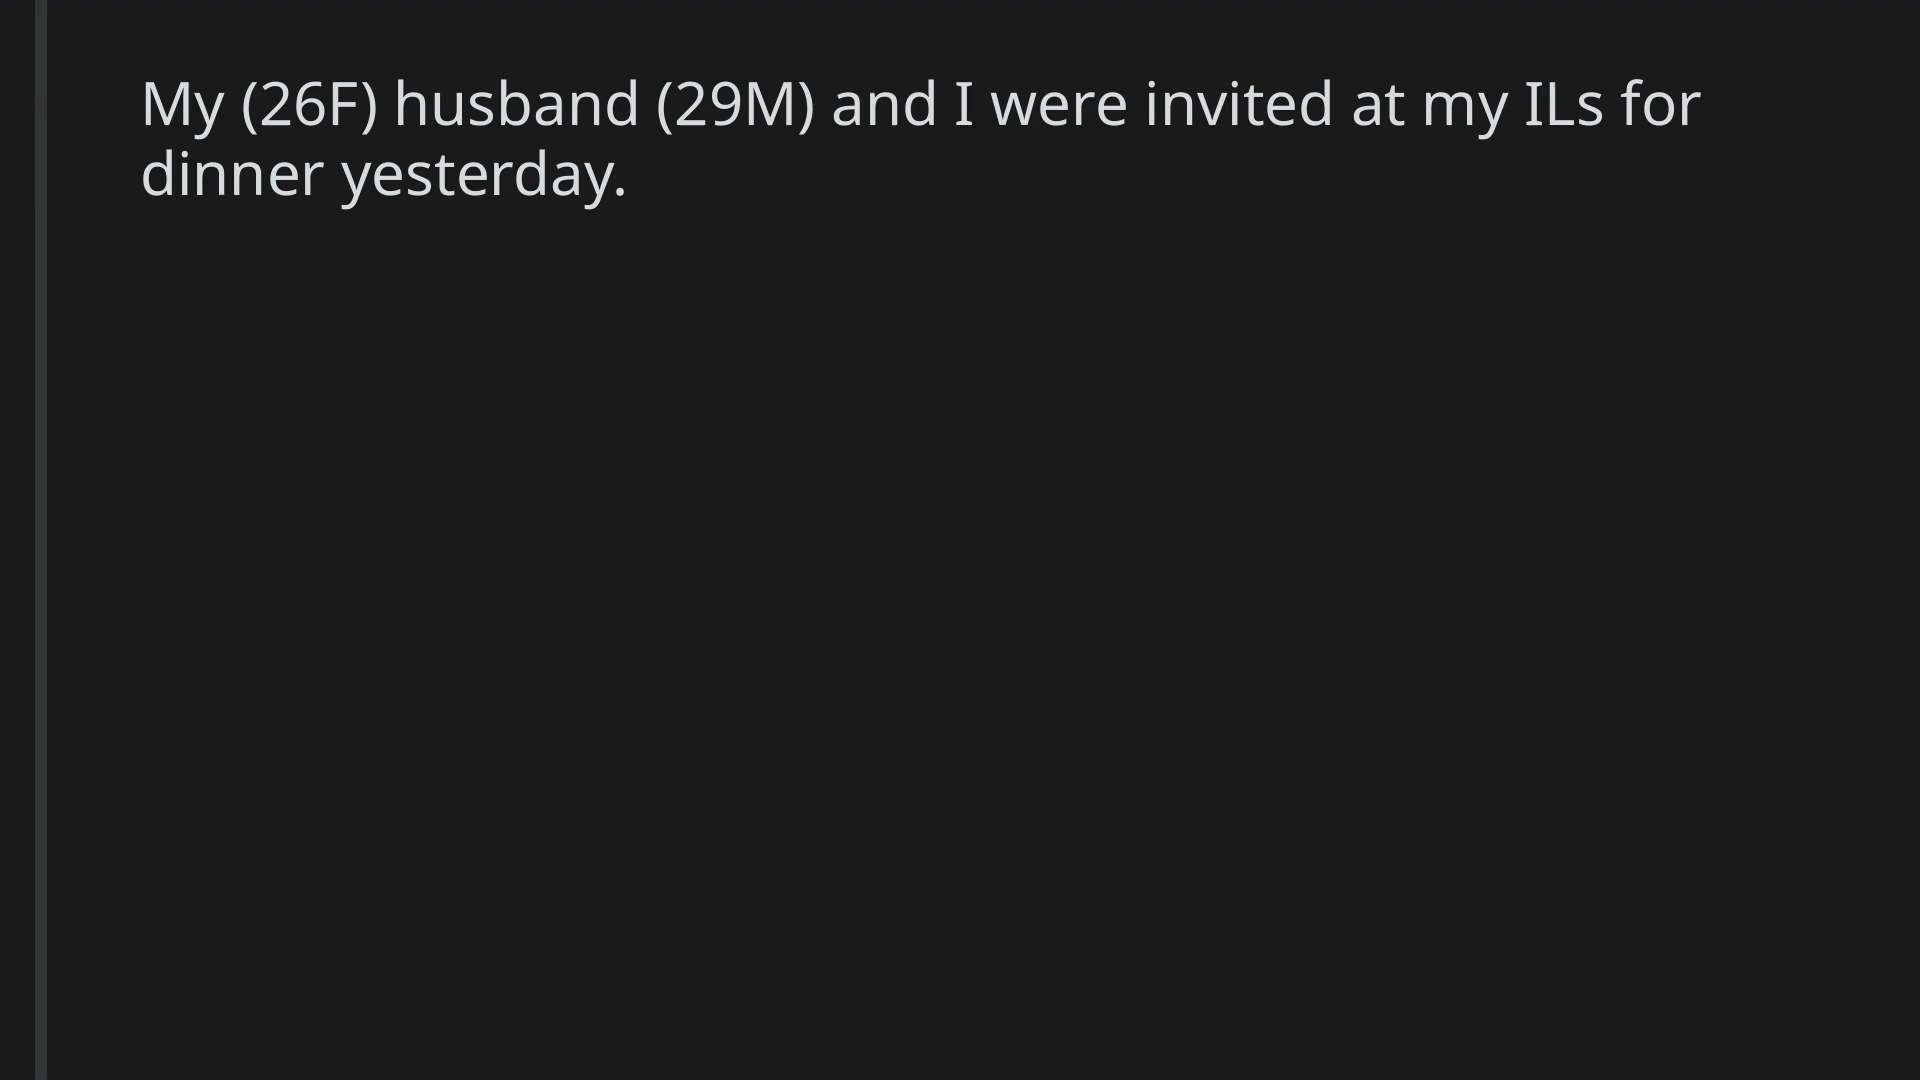 My (26F) husband (29M) and I were invited at my ILs for
dinner yesterday.